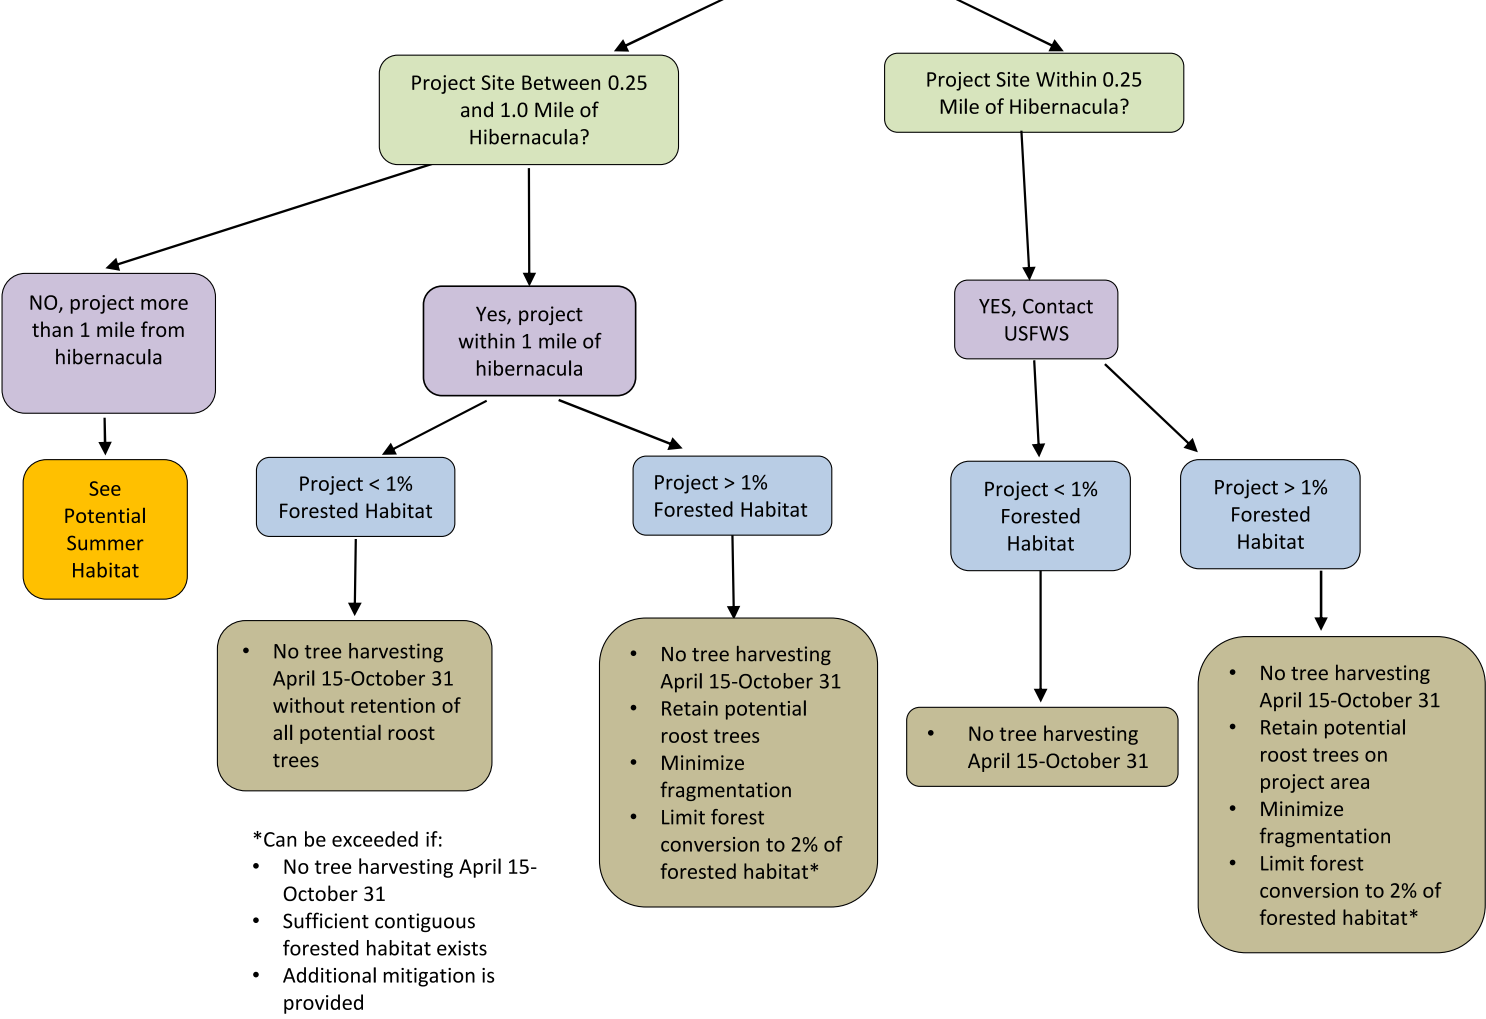 Project Site Between 0.25
and 1.0 Mile of
Hibernacula?
Project Site Within 0.25
Mile of Hibernacula?
NO, project more
than 1 mile from
hibernacula
Yes, project
within 1 mile of
hibernacula
YES, Contact
USFWS
See
Potential
Summer
Habitat
Project < 1%
Forested Habitat
Project > 1%
Forested Habitat
Project < 1%
Forested
Habitat
Project > 1%
Forested
Habitat
• No tree harvesting
April 15-October 31
without retention of
all potential roost
trees
• No tree harvesting
April 15-October 31
• Retain potential
roost trees
• Minimize
fragmentation
• Limit forest
conversion to 2% of
forested habitat*
• No tree harvesting
April 15-October 31
• No tree harvesting
April 15-October 31
• Retain potential
roost trees on
project area
• Minimize
fragmentation
• Limit forest
conversion to 2% of
forested habitat*
*Can be exceeded if:
• No tree harvesting April 15-
October 31
• Sufficient contiguous
forested habitat exists
• Additional mitigation is
provided